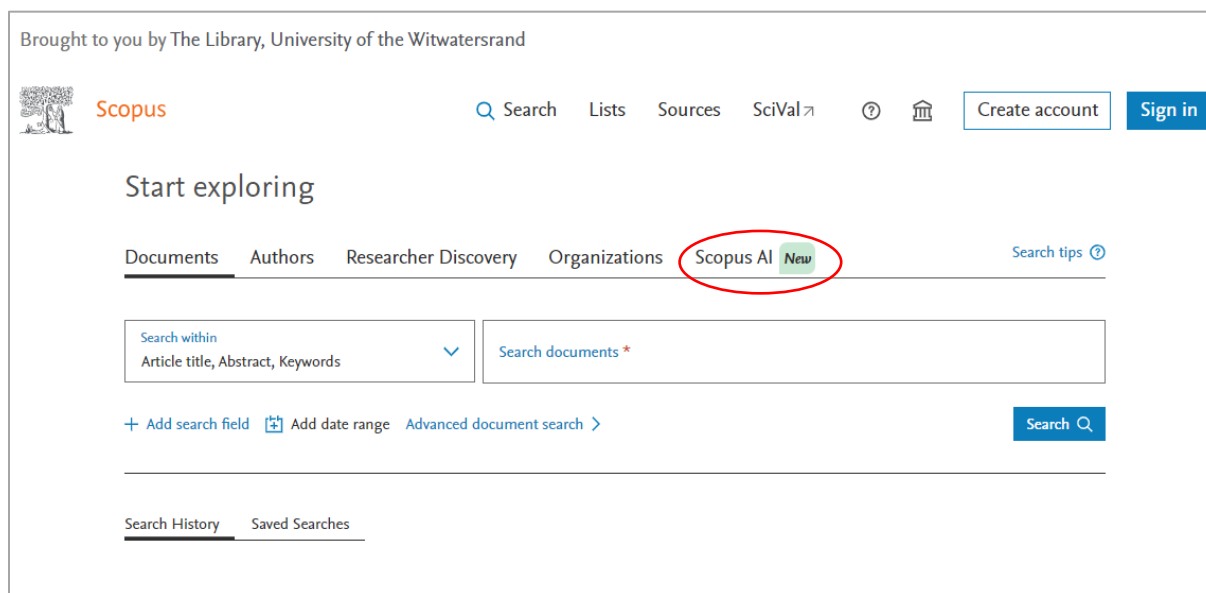 Brought to you by The Library, University of the Witwatersrand
Scopus
Search Lists Sources SciVal Create account Sign in
Start exploring
Documents Authors Researcher Discovery Organizations Scopus AI New Search tips
Search within
Article title, Abstract, Keywords
Search documents *
+ Add search field Add date range Advanced document search > Search
Search History Saved Searches